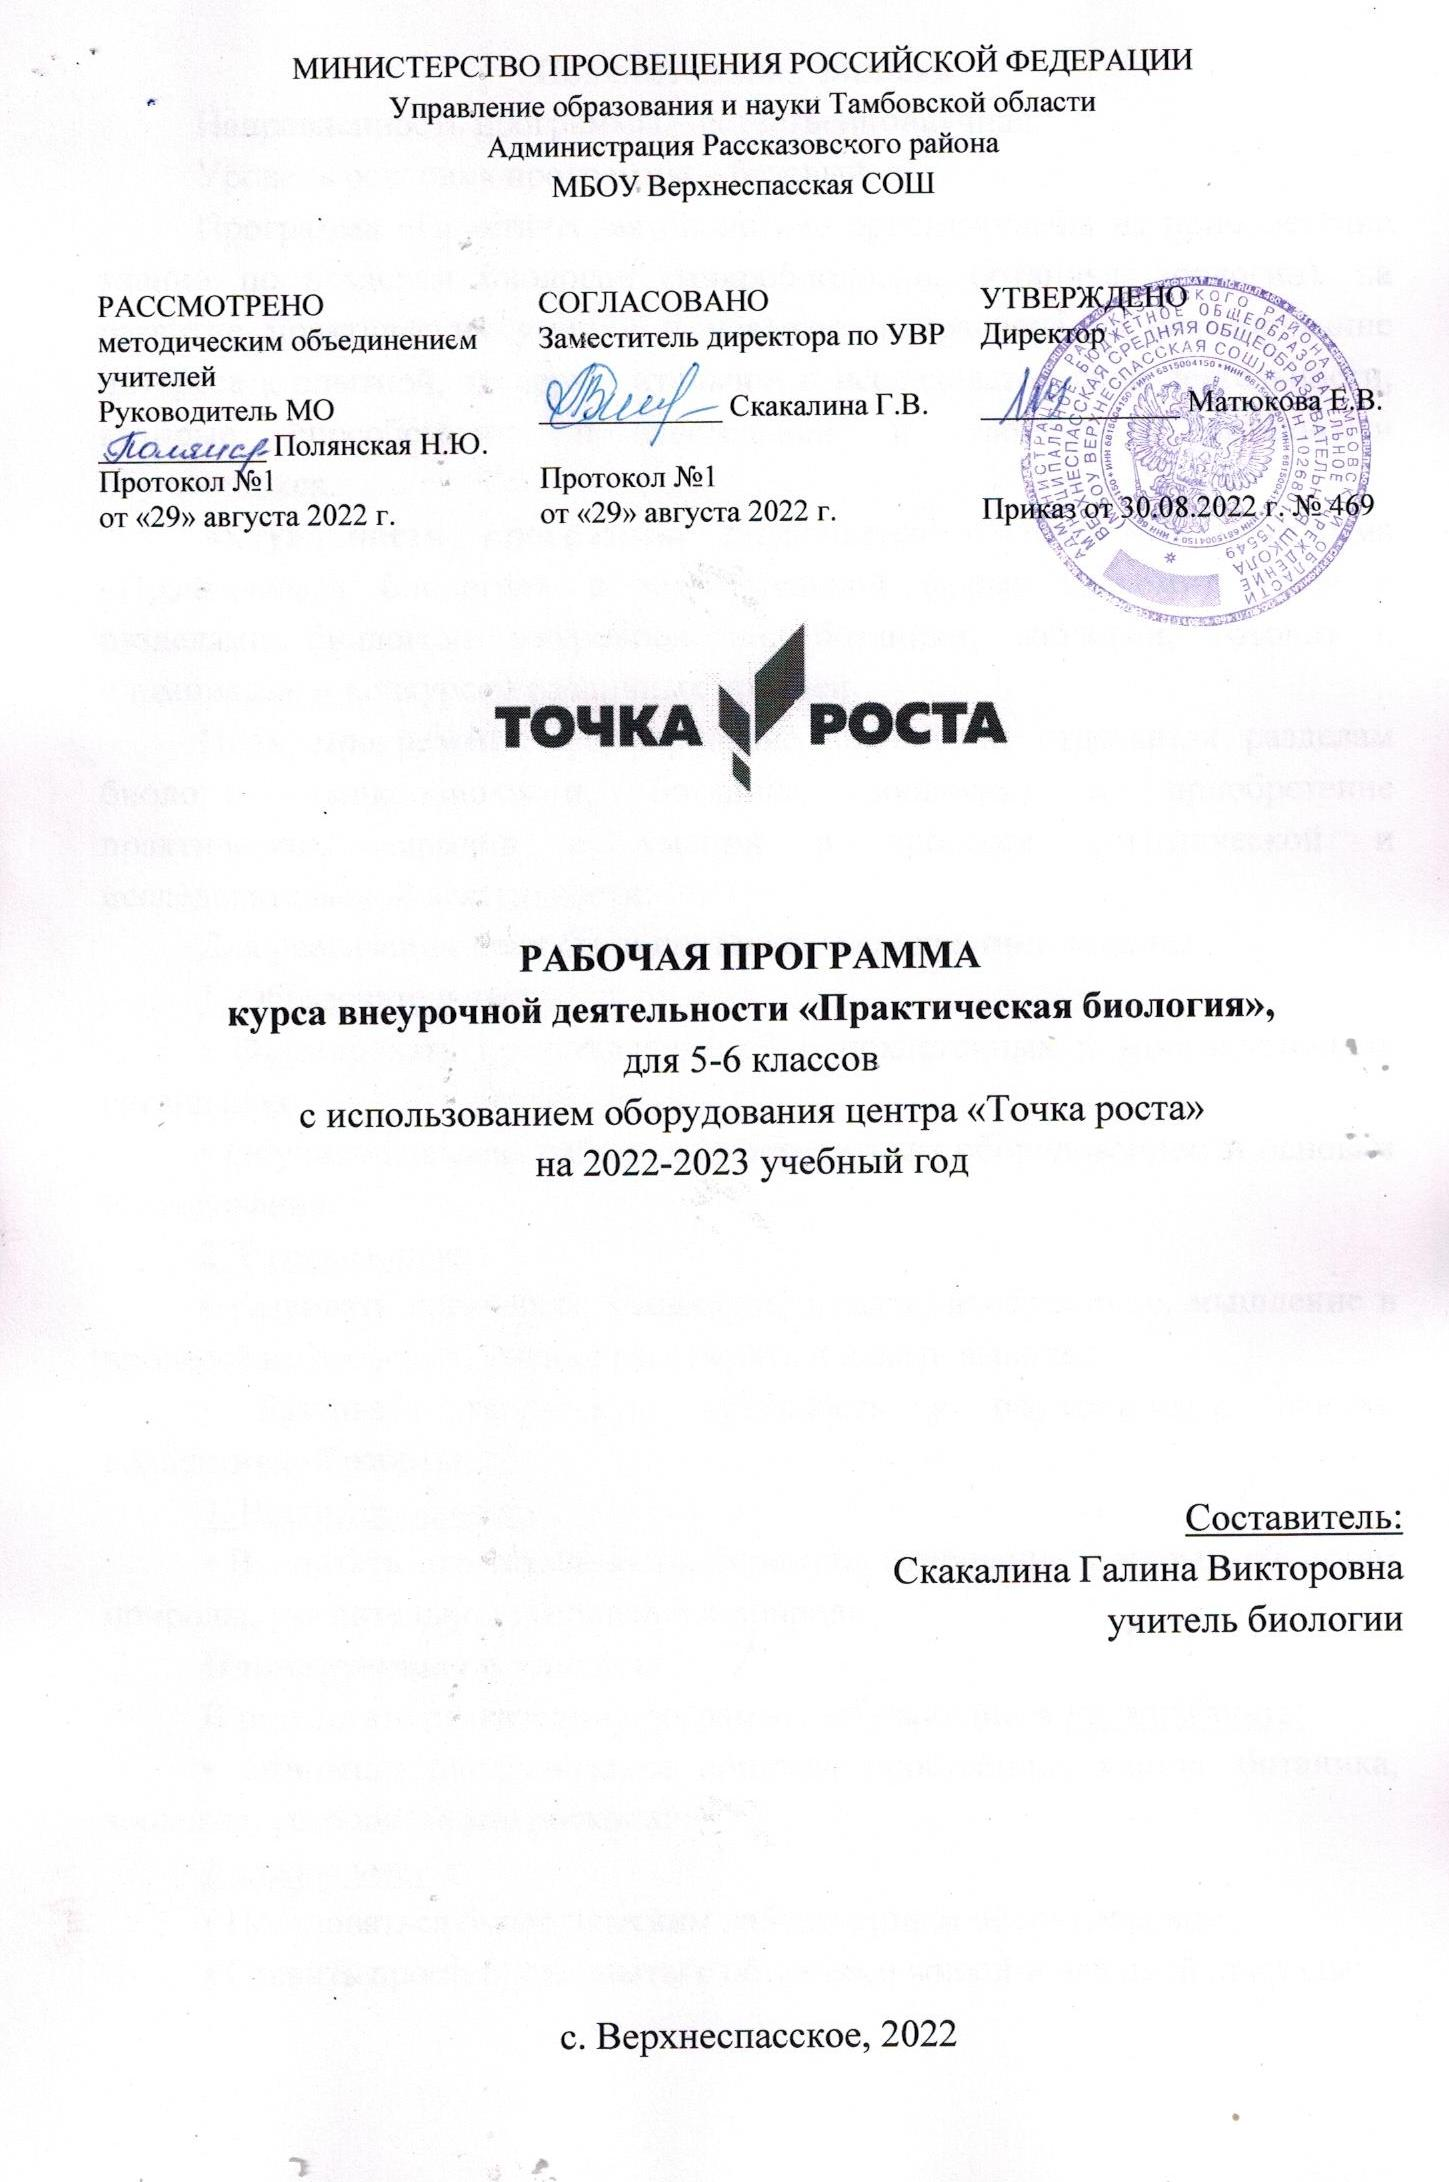 МИНИСТЕРСТВО ПРОСВЕЩЕНИЯ РОССИЙСКОЙ ФЕДЕРАЦИИ
Управление образования и науки Тамбовской области
Администрация Рассказовского района
МБОУ Верхнеспасская СОШ
РАССМОТРЕНО
методическим объединением
учителей
Руководитель МО
Полянская Н.Ю.
Протокол №1
от «29» августа 2022 г.
СОГЛАСОВАНО
Заместитель директора по УВР
Скакалина Г.В.
Протокол №1
от «29» августа 2022 г.
УТВЕРЖДЕНО
Директор
Матюкова Е.В.
Приказ от 30.08.2022 г. № 469
ТОЧКА РОСТА
РАБОЧАЯ ПРОГРАММА
курса внеурочной деятельности «Практическая биология»,
для 5-6 классов
с использованием оборудования центра «Точка роста»
на 2022-2023 учебный год
Составитель:
Скакалина Галина Викторовна
учитель биологии
с. Верхнеспасское, 2022